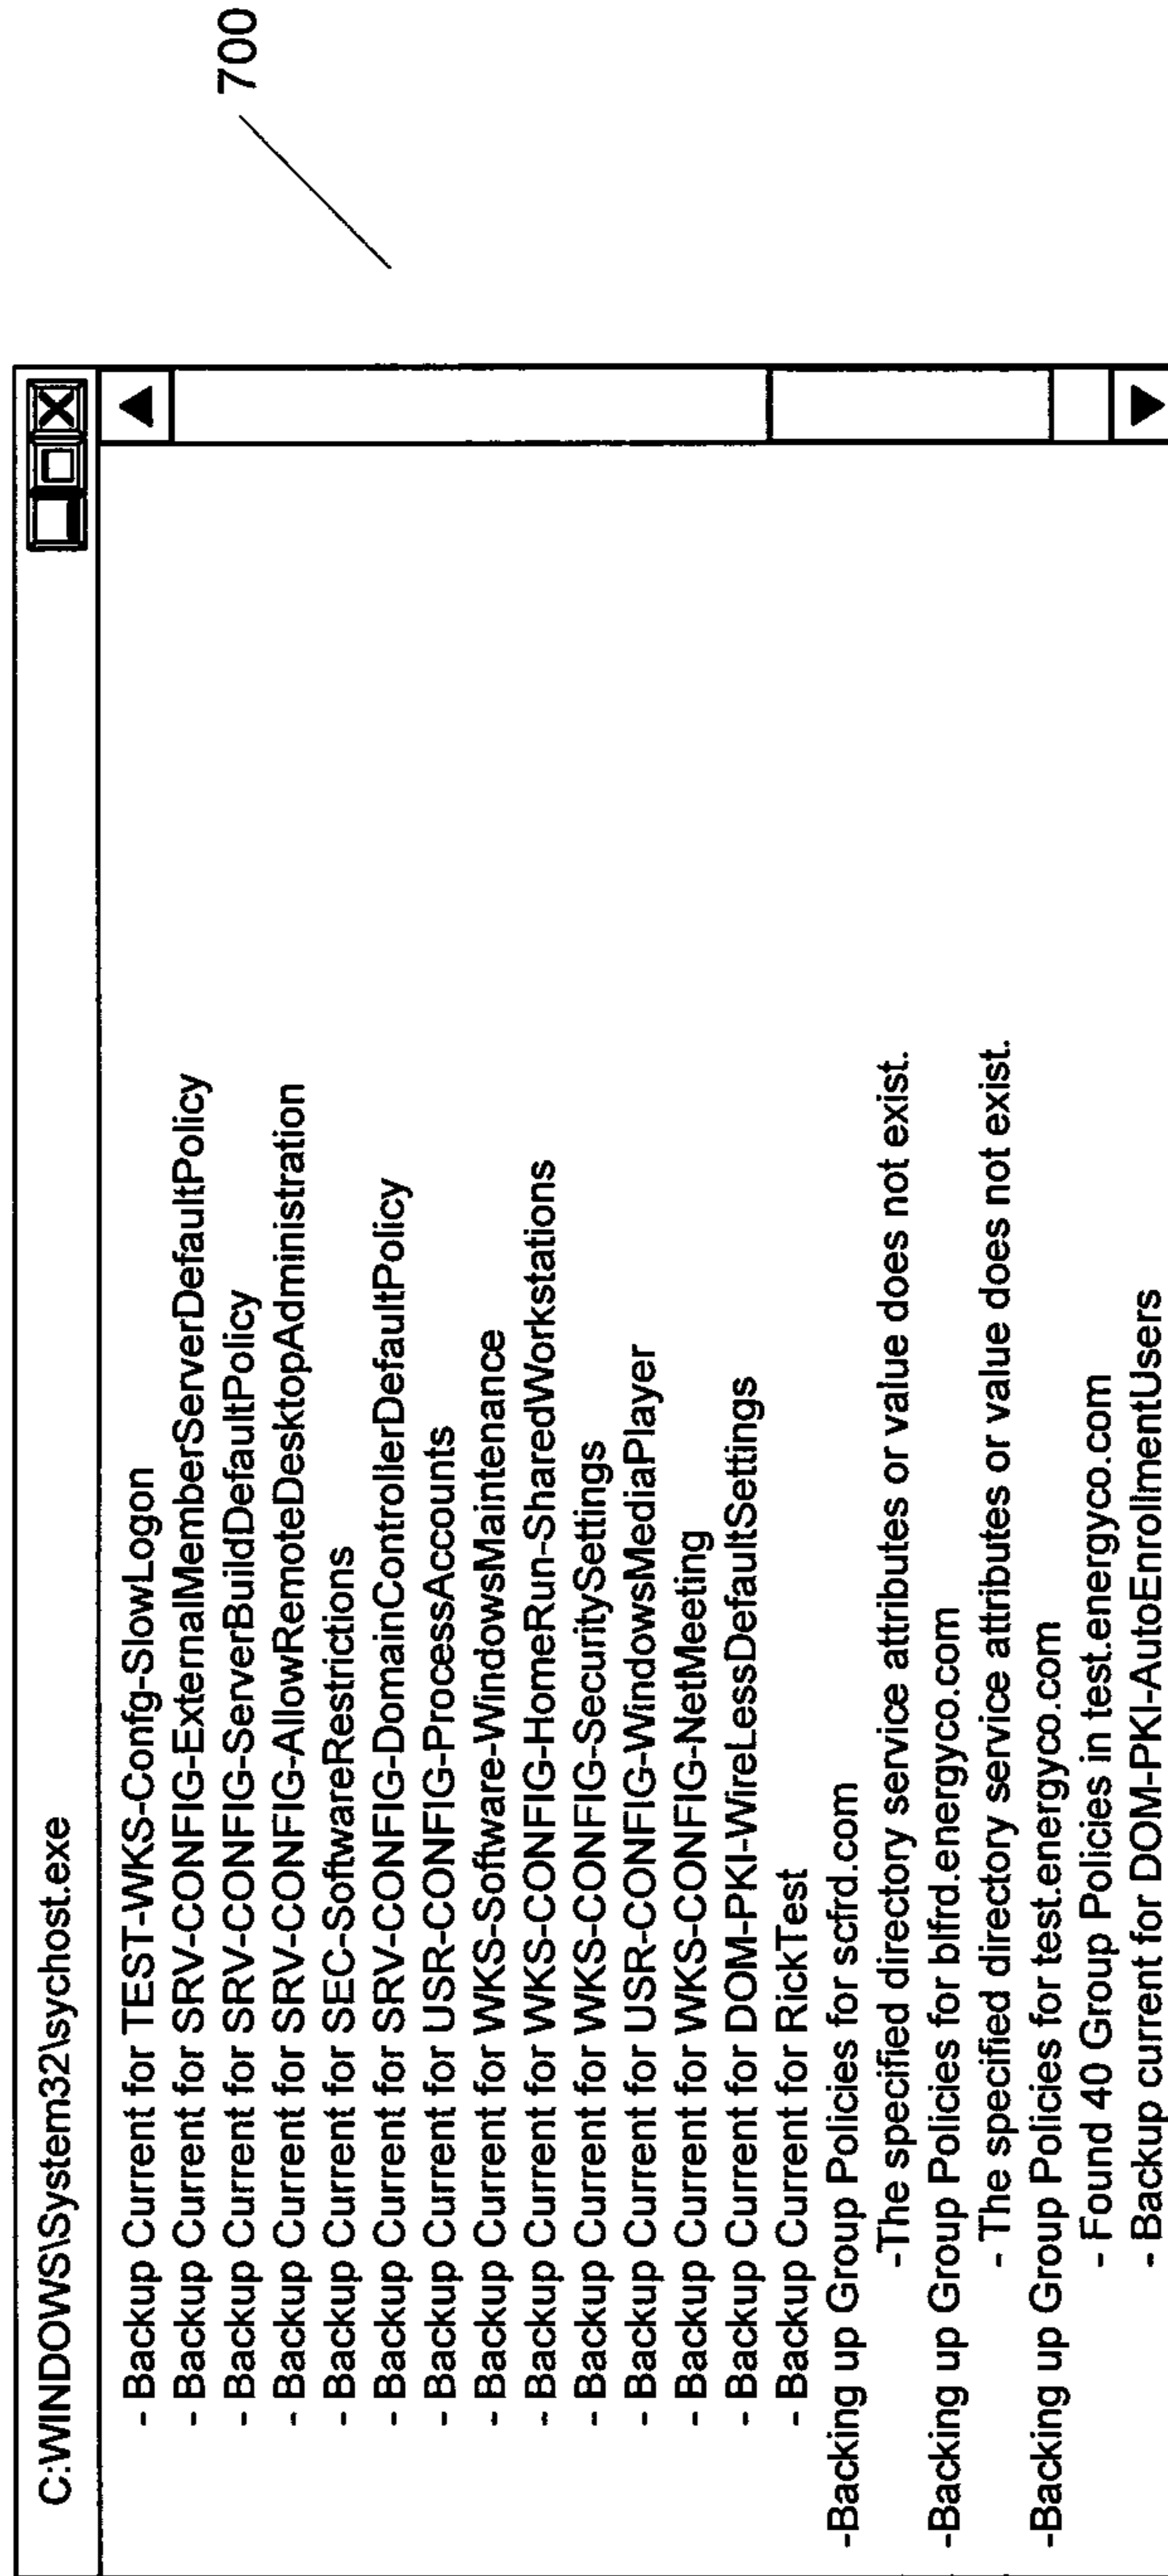 C:WINDOWS\System32\sychost.exe
- Backup Current for TEST-WKS-Confg-SlowLogon
- Backup Current for SRV-CONFIG-ExternalMemberServerDefaultPolicy
- Backup Current for SRV-CONFIG-ServerBuildDefaultPolicy
- Backup Current for SRV-CONFIG-AllowRemoteDesktopAdministration
- Backup Current for SEC-SoftwareRestrictions
- Backup Current for SRV-CONFIG-DomainControllerDefaultPolicy
- Backup Current for USR-CONFIG-ProcessAccounts
- Backup Current for WKS-Software-WindowsMaintenance
- Backup Current for WKS-CONFIG-HomeRun-SharedWorkstations
- Backup Current for WKS-CONFIG-SecuritySettings
- Backup Current for USR-CONFIG-WindowsMediaPlayer
- Backup Current for WKS-CONFIG-NetMeeting
- Backup Current for DOM-PKI-WireLessDefaultSettings
- Backup Current for RickTest
-Backing up Group Policies for scfrd.com
-The specified directory service attributes or value does not exist.
-Backing up Group Policies for blfrd.energyco.com
- The specified directory service attributes or value does not exist.
-Backing up Group Policies for test.energyco.com
- Found 40 Group Policies in test.energyco.com
- Backup current for DOM-PKI-AutoEnrollmentUsers
700